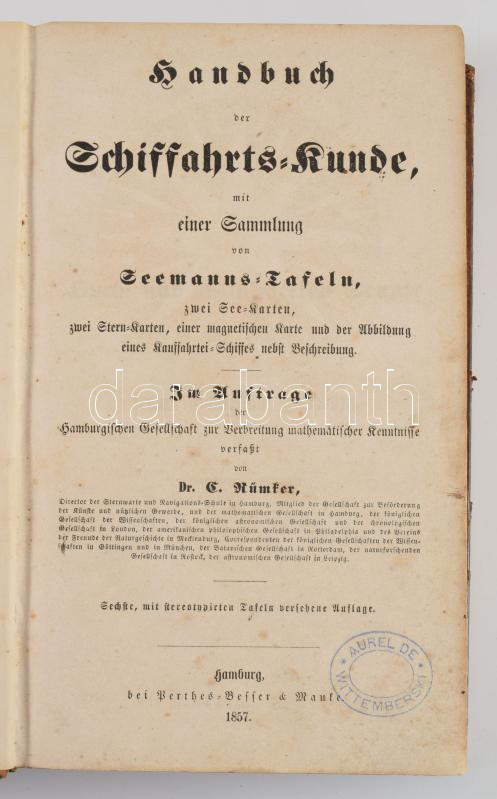 Handbuch
der
Schiffahrts=Kunde,
mit
einer Sammlung
von
Seemanns=Tafeln,
zwei See=Karten,
zwei Stern=Karten, einer magnetischen Karte und der Abbildung
eines Kauffahrtei=Schiffes nebst Beschreibung.
Im Auftrage
der
Hamburgischen Gesellschaft zur Verbreitung mathematischer Kenntnisse
verfaßt
von
Dr. C. Rümker,
Director der Sternwarte und Navigations=Schule in Hamburg, Mitglied der Gesellschaft zur Beförderung
der Künste und nützlichen Gewerbe, und der mathematischen Gesellschaft in Hamburg, der königlichen
Gesellschaft der Wissenschaften, der königlichen astronomischen Gesellschaft und der chronologischen
Gesellschaft in London, der amerikanischen philosophischen Gesellschaft in Philadelphia und des Vereins
der Freunde der Naturgeschichte in Mecklenburg, Correspondenten der königlichen Gesellschaften der Wissen=
schaften in Göttingen und in München, der Batavischen Gesellschaft in Rotterdam, der naturforschenden
Gesellschaft in Rostock, der astronomischen Gesellschaft in Leipzig.
Sechste, mit stereotypirten Tafeln versehene Auflage.
Hamburg,
bei Perthes=Besser & Mauke.
1857.
AUREL DE
WITTEMBERSKI
darabanth